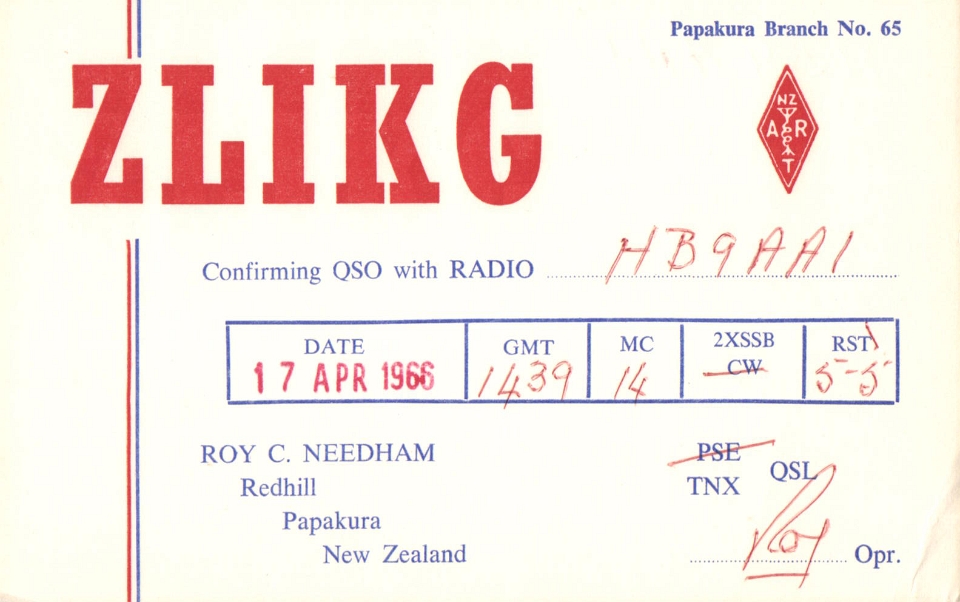 Papakura Branch No. 65
ZLIKG
NZ
A R
T
Confirming QSO with RADIO HB9AAI
DATE GMT MC 2XSSB RST
CW
17 APR 1966 1439 14 5-5
ROY C. NEEDHAM
PSE
QSL
Redhill
TNX
Papakura
New Zealand
Roy Opr.